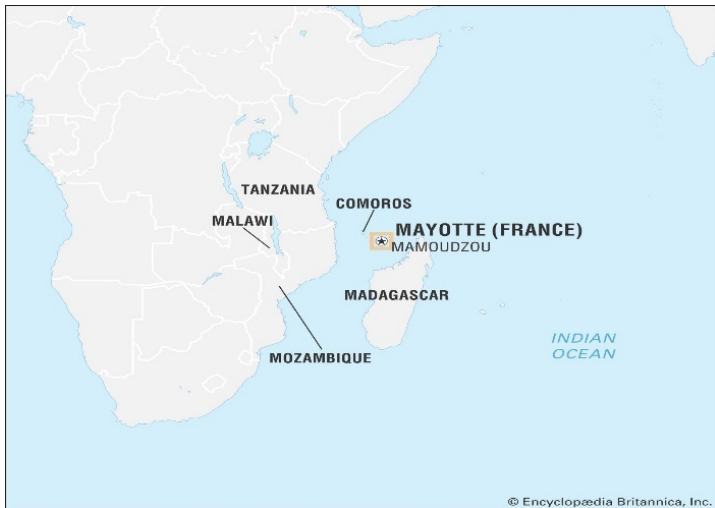 TANZANIA
COMOROS
MALAWI
MAYOTTE (FRANCE)
MAMOUDZOU
MADAGASCAR
INDIAN
OCEAN
MOZAMBIQUE
© Encyclopædia Britannica, Inc.